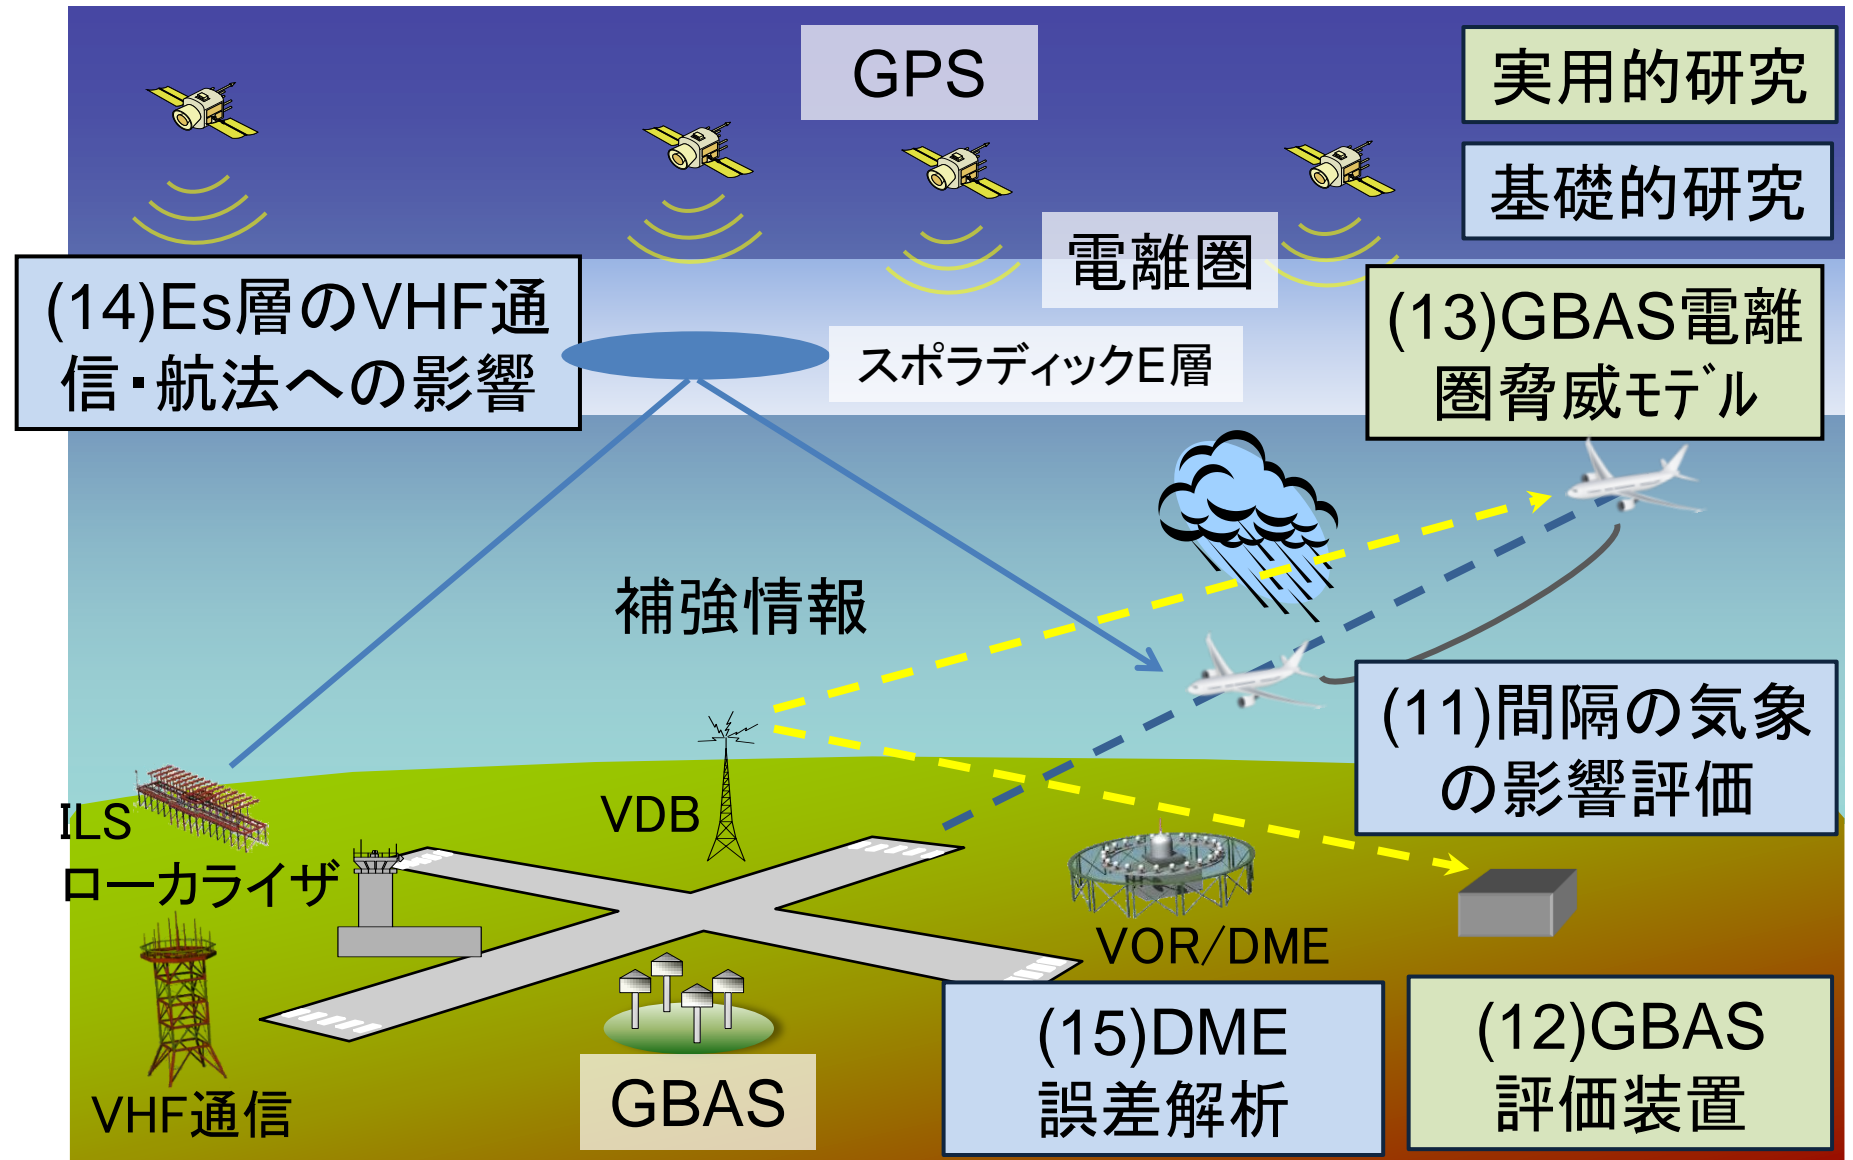 GPS
実用的研究
基礎的研究
電離圏
(14)Es層のVHF通
信・航法への影響
スポラディックE層
(13)GBAS電離
圏脅威ﾓﾃﾞﾙ
補強情報
(11)間隔の気象
の影響評価
VDB
ILS
ローカライザ
VOR/DME
VHF通信
GBAS
(15)DME
誤差解析
(12)GBAS
評価装置